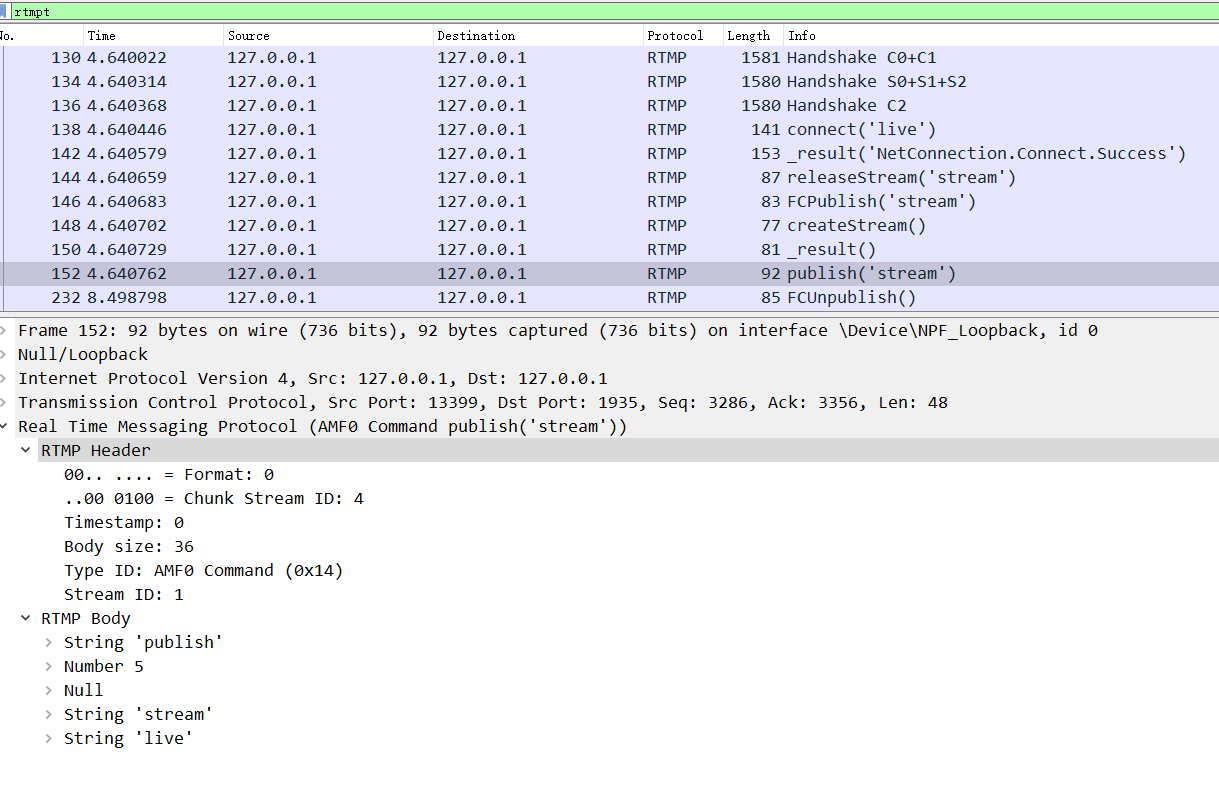 rtmpt
No. Time Source Destination Protocol Length Info
130 4.640022 127.0.0.1 127.0.0.1 RTMP 1581 Handshake C0+C1
134 4.640314 127.0.0.1 127.0.0.1 RTMP 1580 Handshake S0+S1+S2
136 4.640368 127.0.0.1 127.0.0.1 RTMP 1580 Handshake C2
138 4.640446 127.0.0.1 127.0.0.1 RTMP 141 connect('live')
142 4.640579 127.0.0.1 127.0.0.1 RTMP 153 _result('NetConnection.Connect.Success')
144 4.640659 127.0.0.1 127.0.0.1 RTMP 87 releaseStream('stream')
146 4.640683 127.0.0.1 127.0.0.1 RTMP 83 FCPublish('stream')
148 4.640702 127.0.0.1 127.0.0.1 RTMP 77 createStream()
150 4.640729 127.0.0.1 127.0.0.1 RTMP 81 _result()
152 4.640762 127.0.0.1 127.0.0.1 RTMP 92 publish('stream')
232 8.498798 127.0.0.1 127.0.0.1 RTMP 85 FCUnpublish()
Frame 152: 92 bytes on wire (736 bits), 92 bytes captured (736 bits) on interface \Device\NPF_Loopback, id 0
Null/Loopback
Internet Protocol Version 4, Src: 127.0.0.1, Dst: 127.0.0.1
Transmission Control Protocol, Src Port: 13399, Dst Port: 1935, Seq: 3286, Ack: 3356, Len: 48
Real Time Messaging Protocol (AMF0 Command publish('stream'))
RTMP Header
00.. .... = Format: 0
..00 0100 = Chunk Stream ID: 4
Timestamp: 0
Body size: 36
Type ID: AMF0 Command (0x14)
Stream ID: 1
RTMP Body
String 'publish'
Number 5
Null
String 'stream'
String 'live'